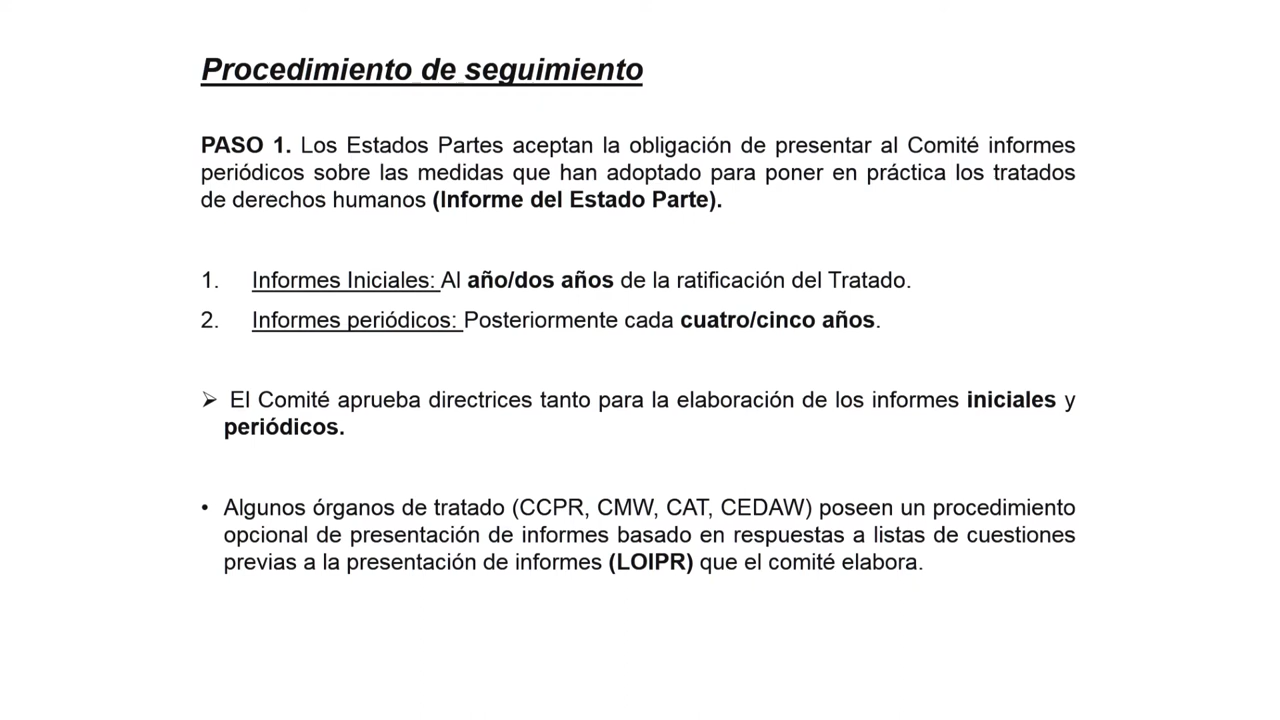 Procedimiento de seguimiento
PASO 1. Los Estados Partes aceptan la obligación de presentar al Comité informes
periódicos sobre las medidas que han adoptado para poner en práctica los tratados
de derechos humanos (Informe del Estado Parte).
1. Informes Iniciales: Al año/dos años de la ratificación del Tratado.
2. Informes periódicos: Posteriormente cada cuatro/cinco años.
➢ El Comité aprueba directrices tanto para la elaboración de los informes iniciales y
periódicos.
• Algunos órganos de tratado (CCPR, CMW, CAT, CEDAW) poseen un procedimiento
opcional de presentación de informes basado en respuestas a listas de cuestiones
previas a la presentación de informes (LOIPR) que el comité elabora.